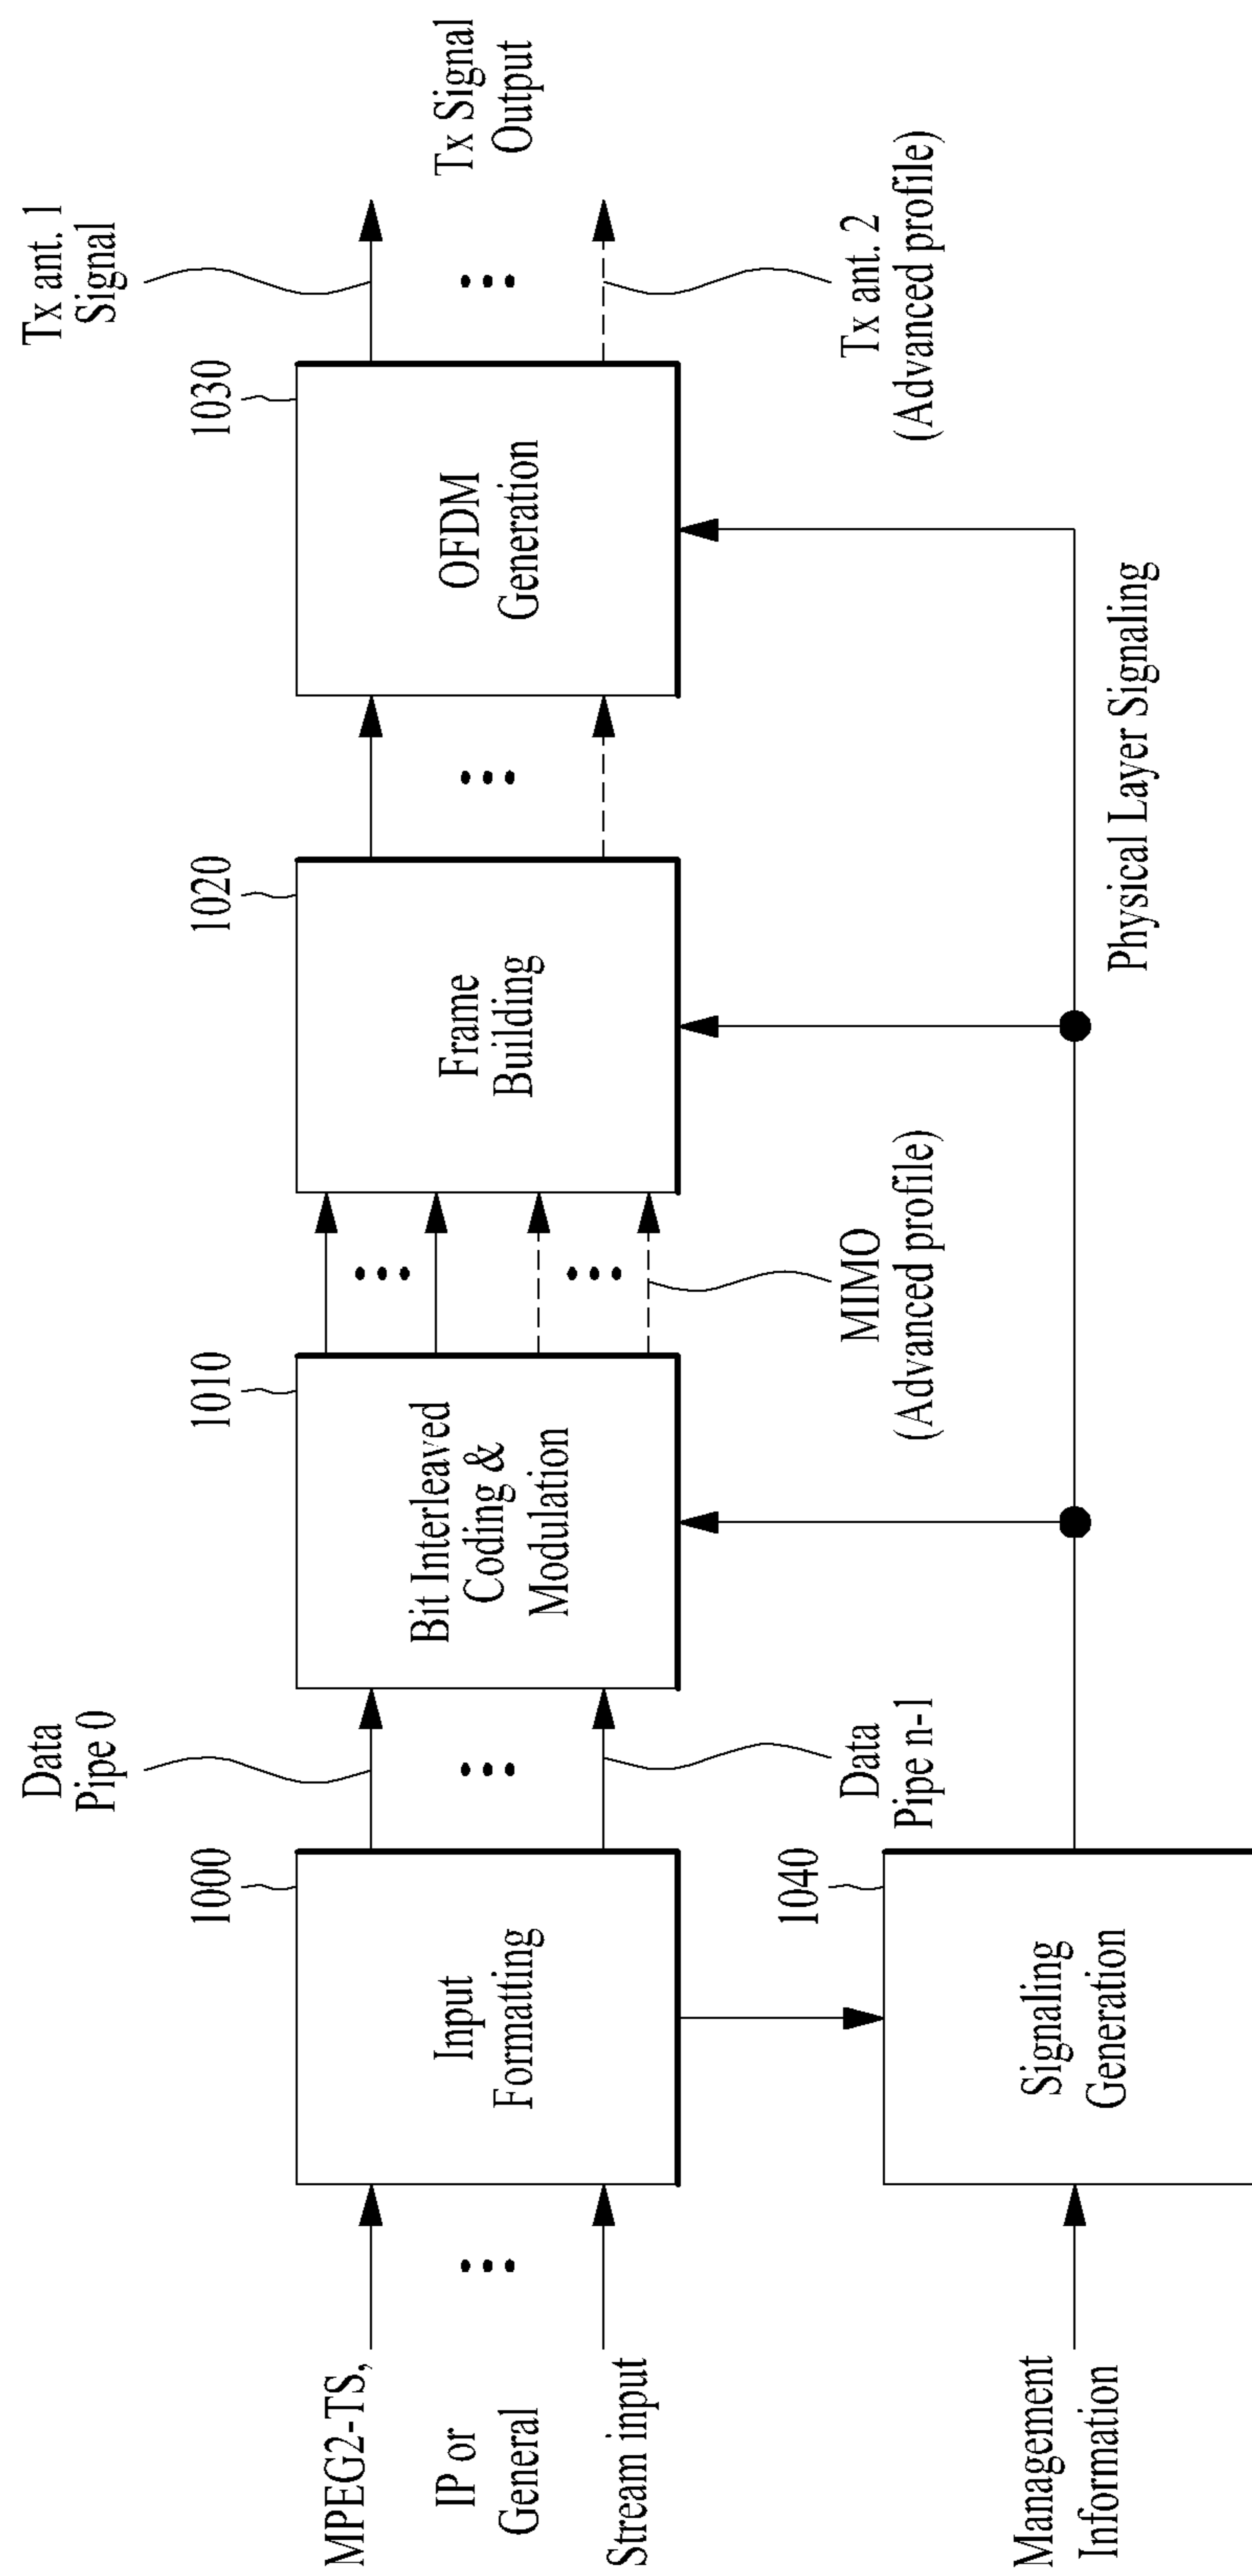 MPEG2-TS,
IP or
General
Stream input
Management
Information
1000
Input
Formatting
Data
Pipe 0
Data
Pipe n-1
1040
Signaling
Generation
1010
Bit Interleaved
Coding &
Modulation
MIMO
(Advanced profile)
1020
Frame
Building
Physical Layer Signaling
1030
OFDM
Generation
Tx ant. 1
Signal
Tx ant. 2
(Advanced profile)
Tx Signal
Output